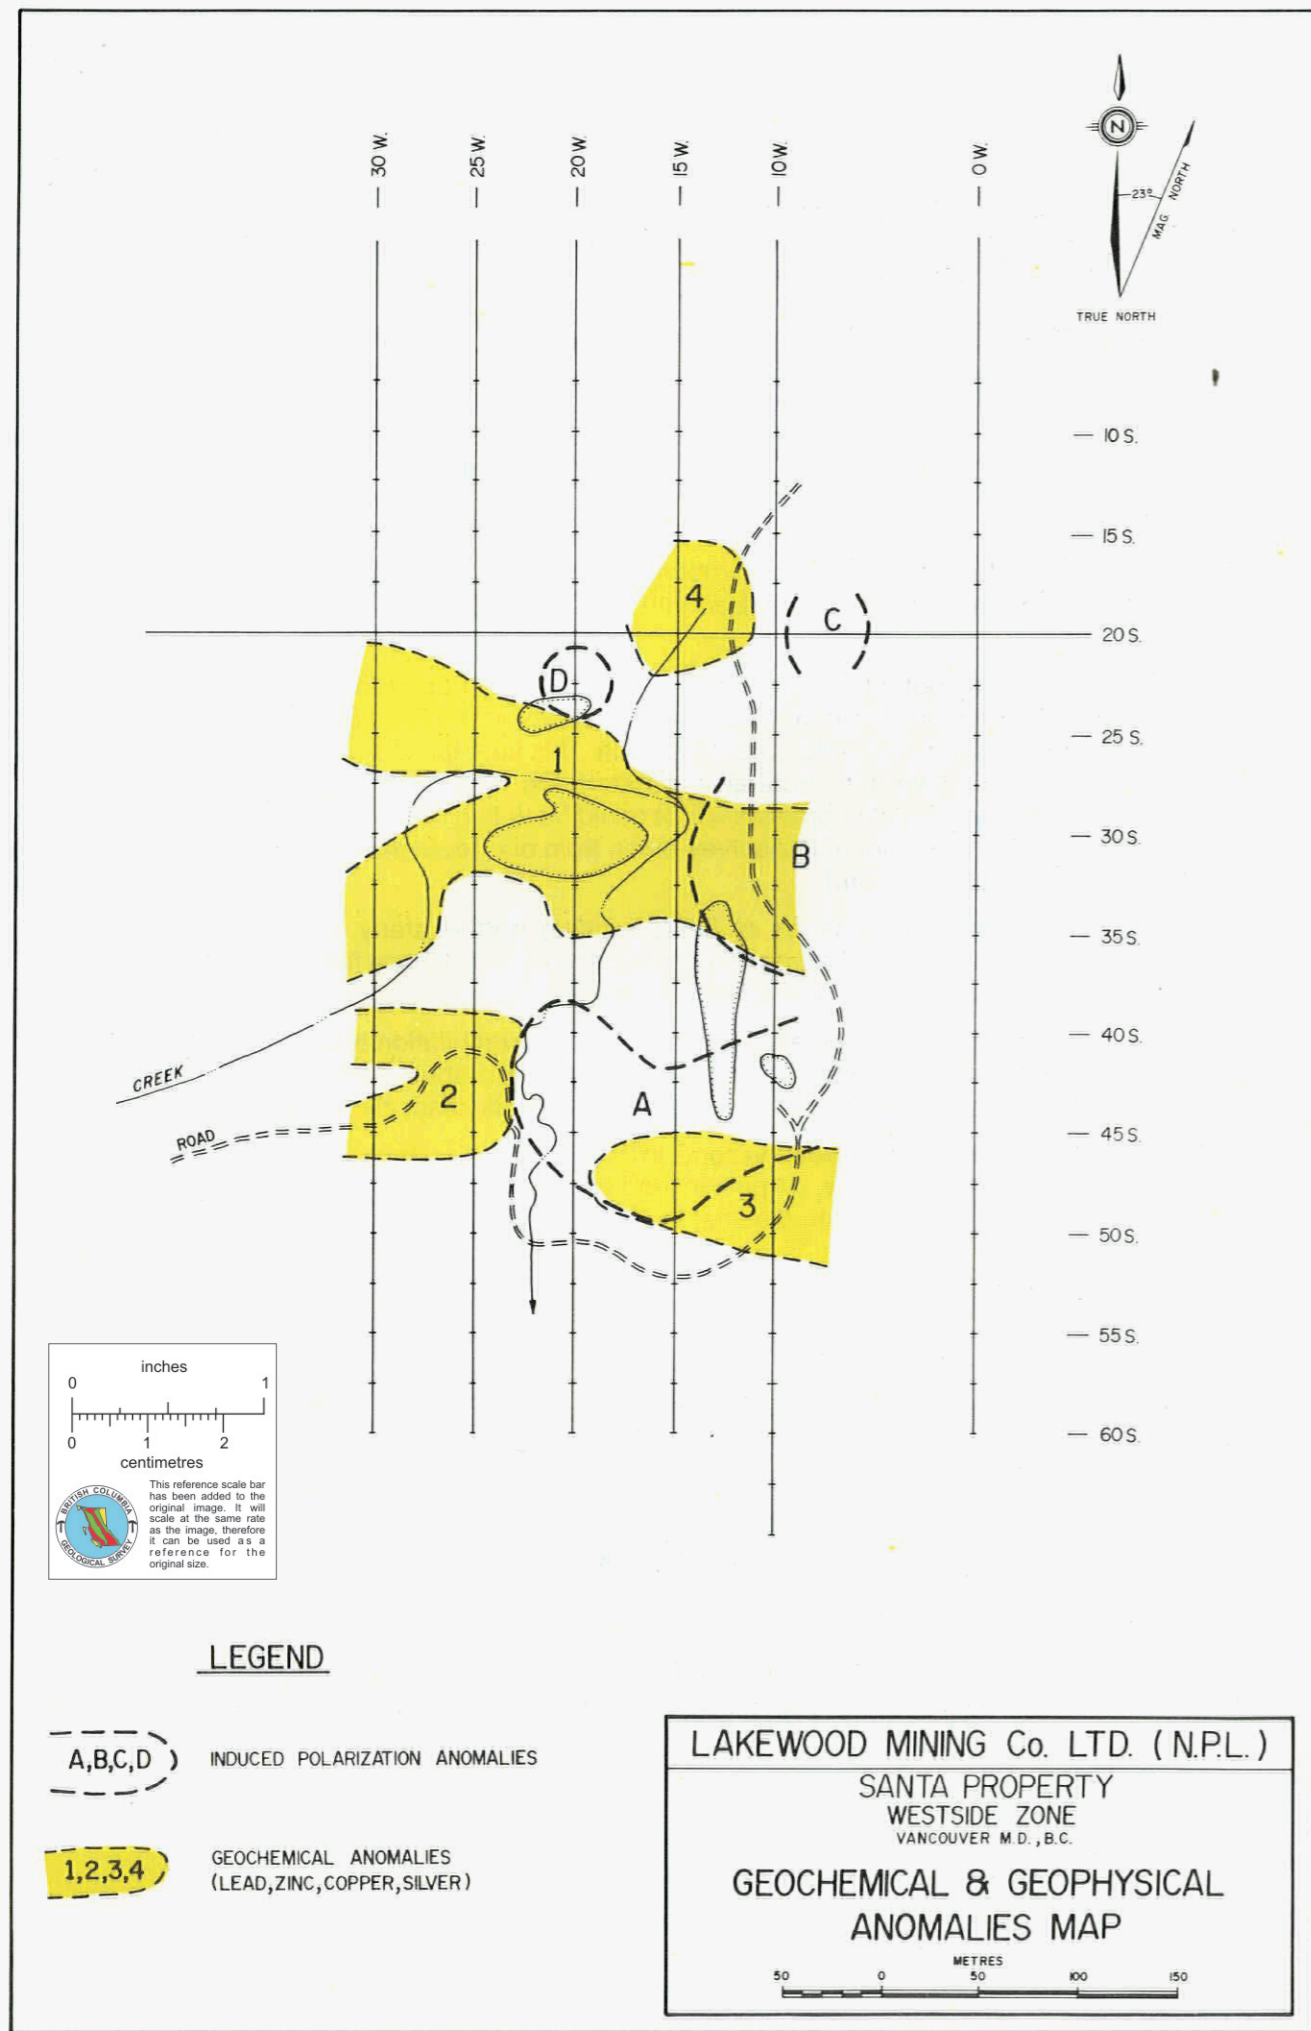 N
23°
MAG. NORTH
TRUE NORTH
30 W.
25 W.
20 W.
15 W.
10 W.
0 W.
10 S.
15 S.
20 S.
25 S.
30 S.
35 S.
40 S.
45 S.
50 S.
55 S.
60 S.
4
C
D
1
B
CREEK
2
A
ROAD
3
inches
0 1
0 1 2
centimetres
This reference scale bar
has been added to the
original image. It will
scale at the same rate
as the image, therefore
it can be used as a
reference for the
original size.
BRITISH COLUMBIA
GEOLOGICAL SURVEY
LEGEND
A,B,C,D INDUCED POLARIZATION ANOMALIES
1,2,3,4 GEOCHEMICAL ANOMALIES
(LEAD,ZINC,COPPER,SILVER)
LAKEWOOD MINING Co. LTD. (N.P.L.)
SANTA PROPERTY
WESTSIDE ZONE
VANCOUVER M.D., B.C.
GEOCHEMICAL & GEOPHYSICAL
ANOMALIES MAP
METRES
50 0 50 100 150